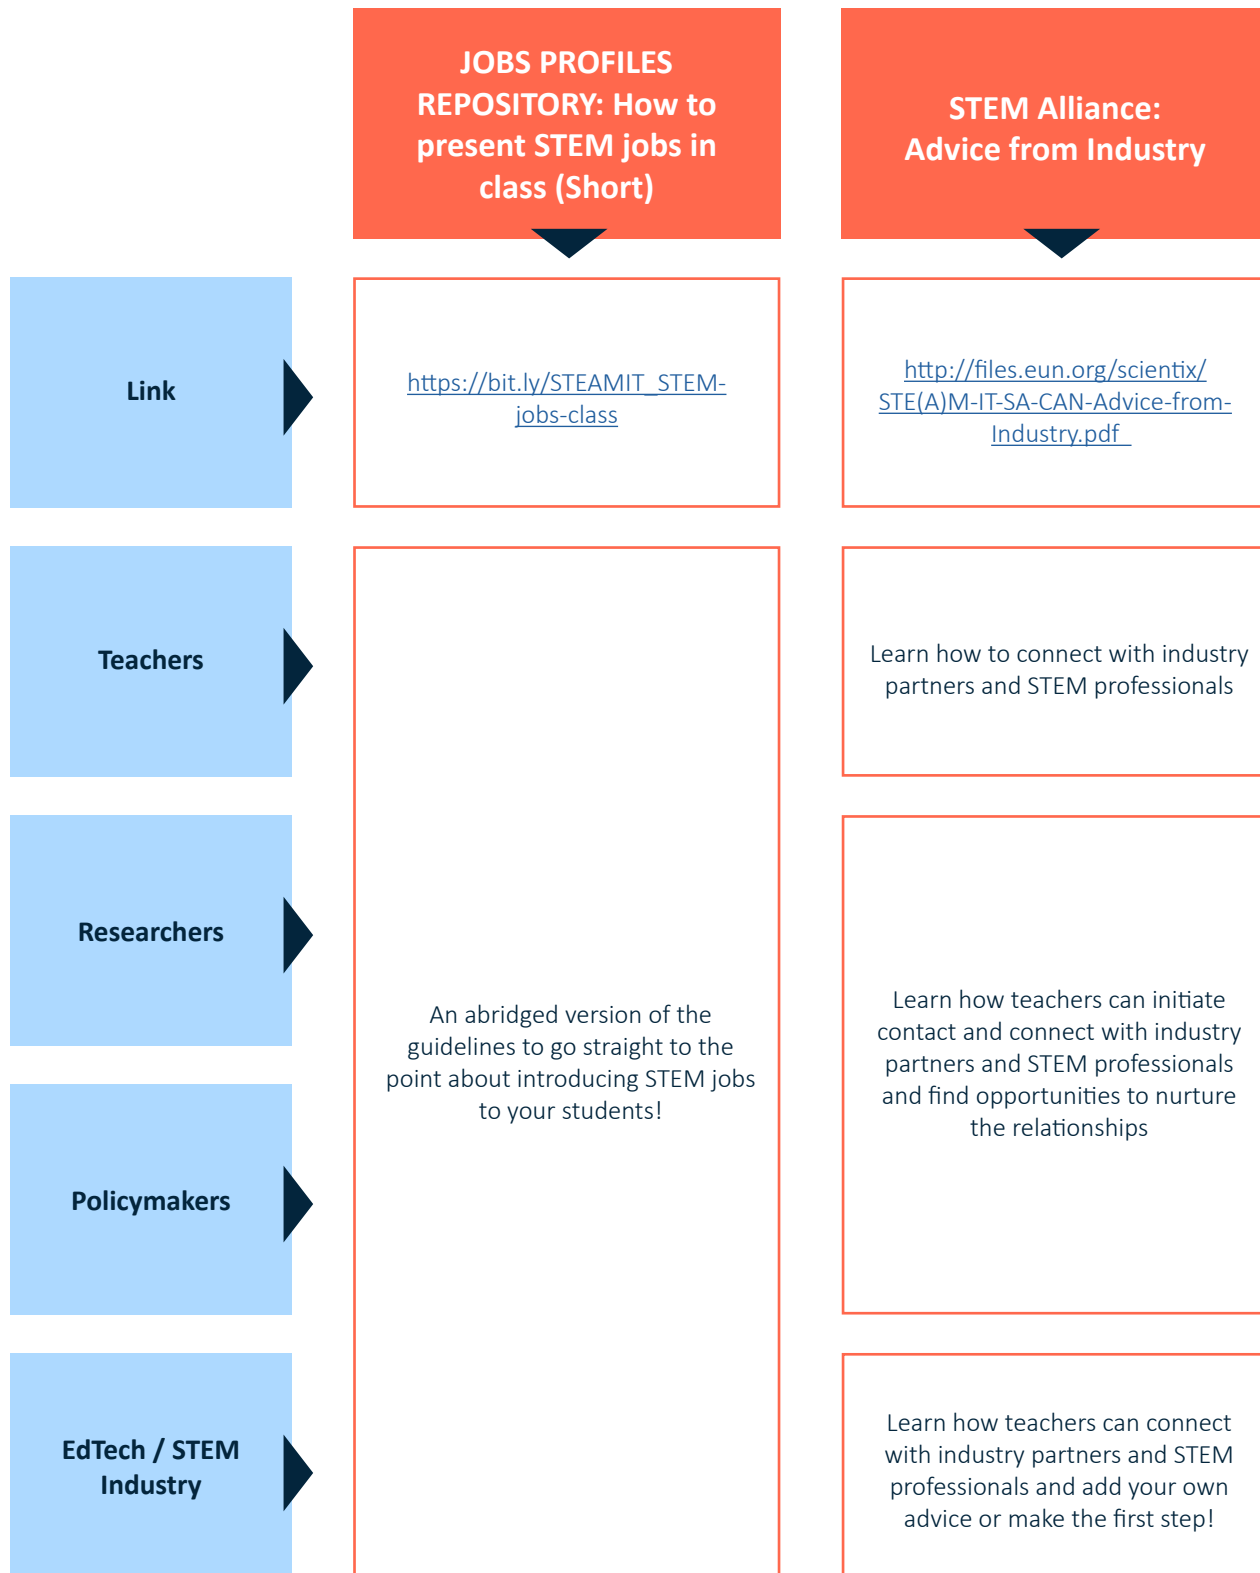 JOBS PROFILES
REPOSITORY: How to
present STEM jobs in
class (Short)
STEM Alliance:
Advice from Industry
Link
https://bit.ly/STEAMIT_STEM-
jobs-class
http://files.eun.org/scientix/
STE(A)M-IT-SA-CAN-Advice-from-
Industry.pdf
Teachers
Learn how to connect with industry
partners and STEM professionals
Researchers
An abridged version of the
guidelines to go straight to the
point about introducing STEM jobs
to your students!
Learn how teachers can initiate
contact and connect with industry
partners and STEM professionals
and find opportunities to nurture
the relationships
Policymakers
EdTech / STEM
Industry
Learn how teachers can connect
with industry partners and STEM
professionals and add your own
advice or make the first step!